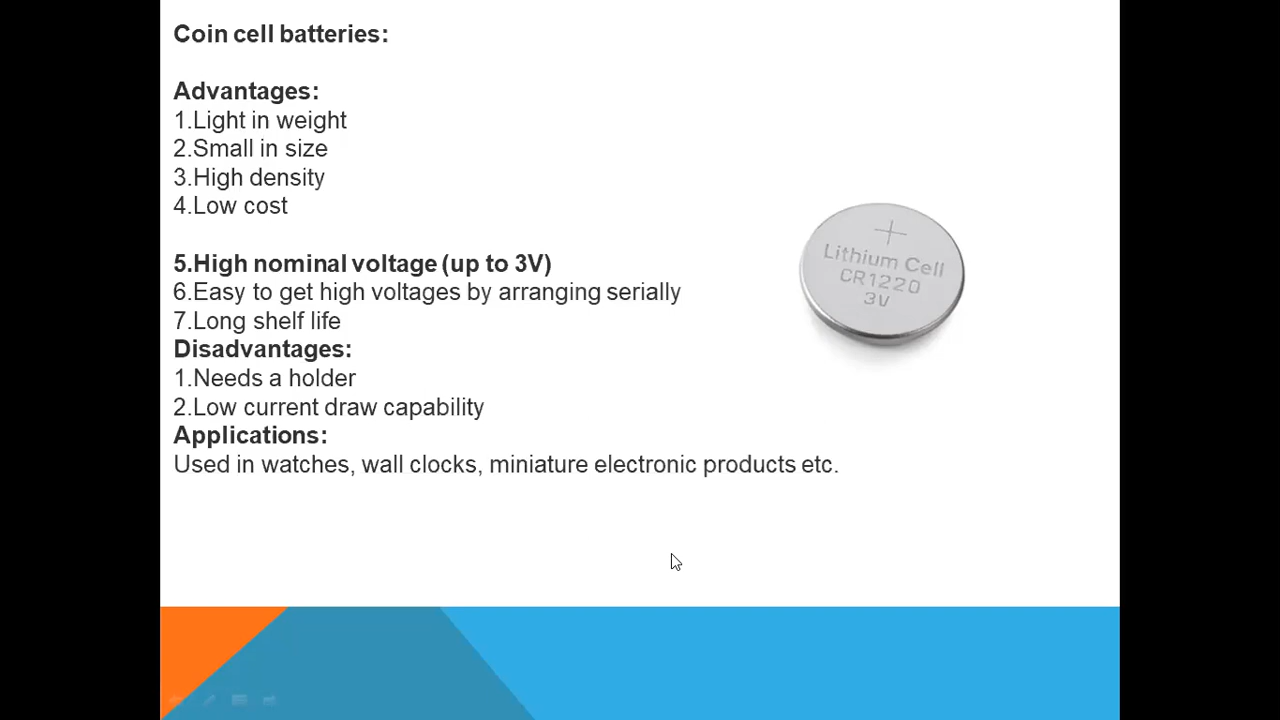 Coin cell batteries:
Advantages:
1.Light in weight
2.Small in size
3.High density
4.Low cost
5.High nominal voltage (up to 3V)
6.Easy to get high voltages by arranging serially
7.Long shelf life
Disadvantages:
1.Needs a holder
2.Low current draw capability
Applications:
Used in watches, wall clocks, miniature electronic products etc.
+
Lithium Cell
CR1220
3V